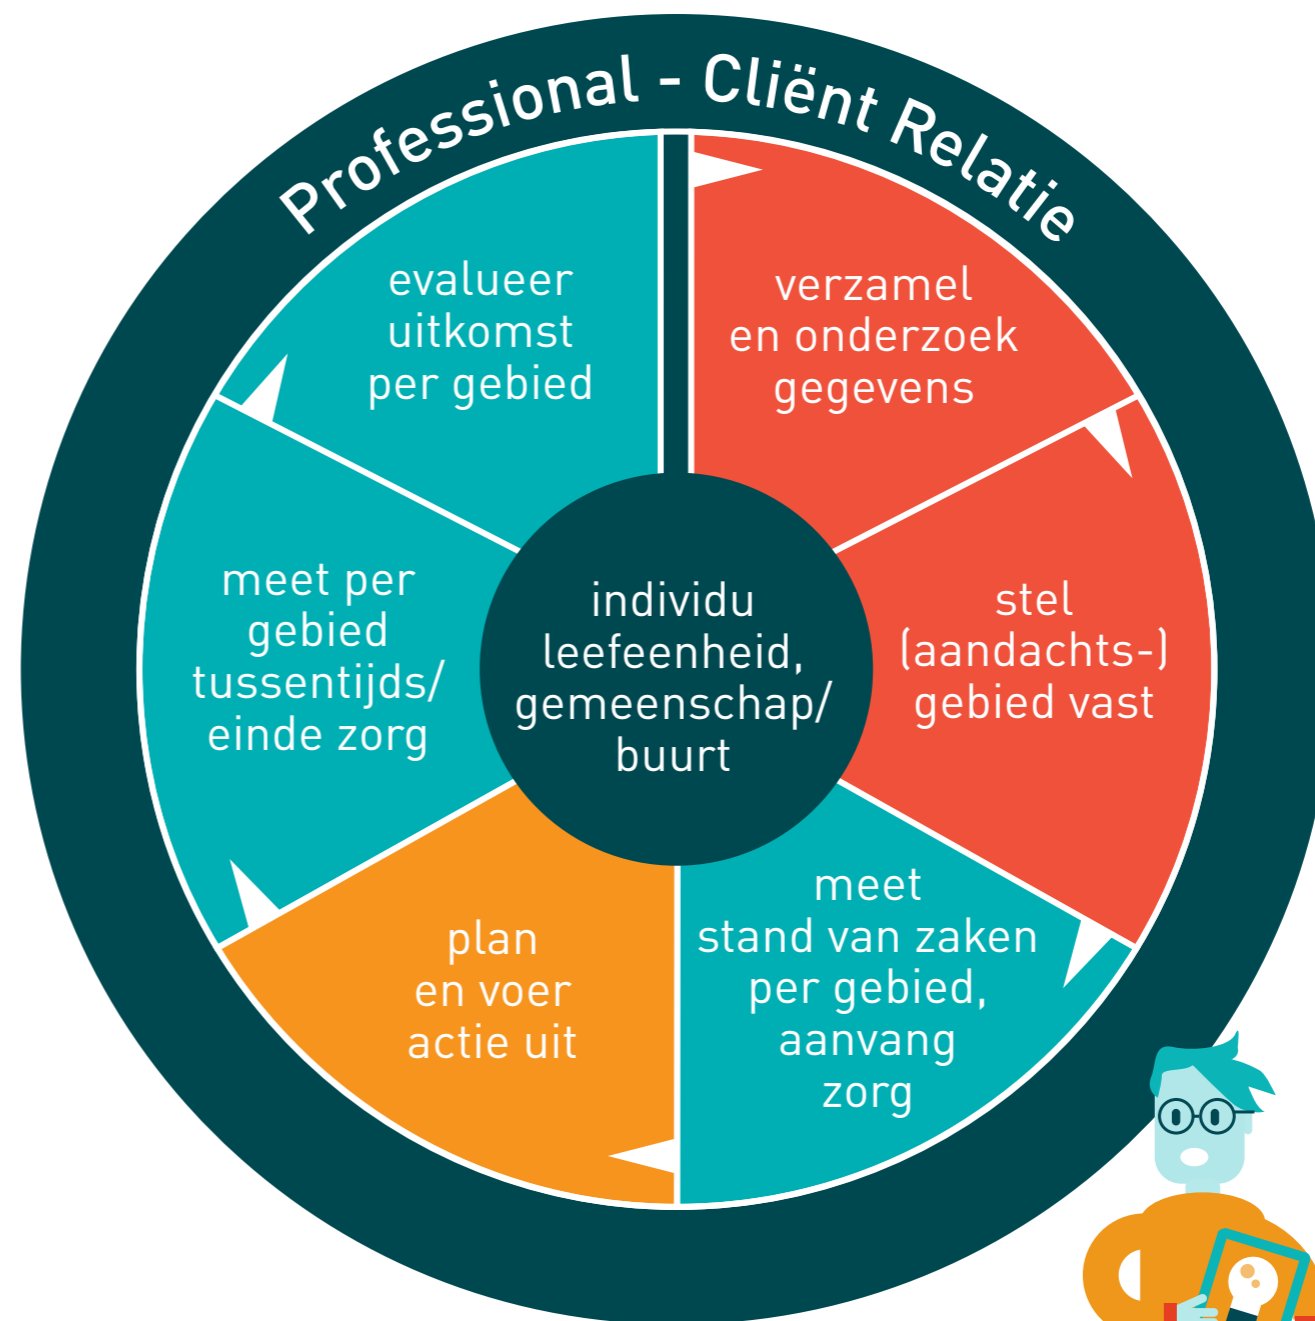 Professional - Cliënt Relatie
verzamel
en onderzoek
gegevens
stel
(aandachts-)
gebied vast
meet
stand van zaken
per gebied,
aanvang
zorg
plan
en voer
actie uit
meet per
gebied
tussentijds/
einde zorg
evalueer
uitkomst
per gebied
individu
leefeenheid,
gemeenschap/
buurt